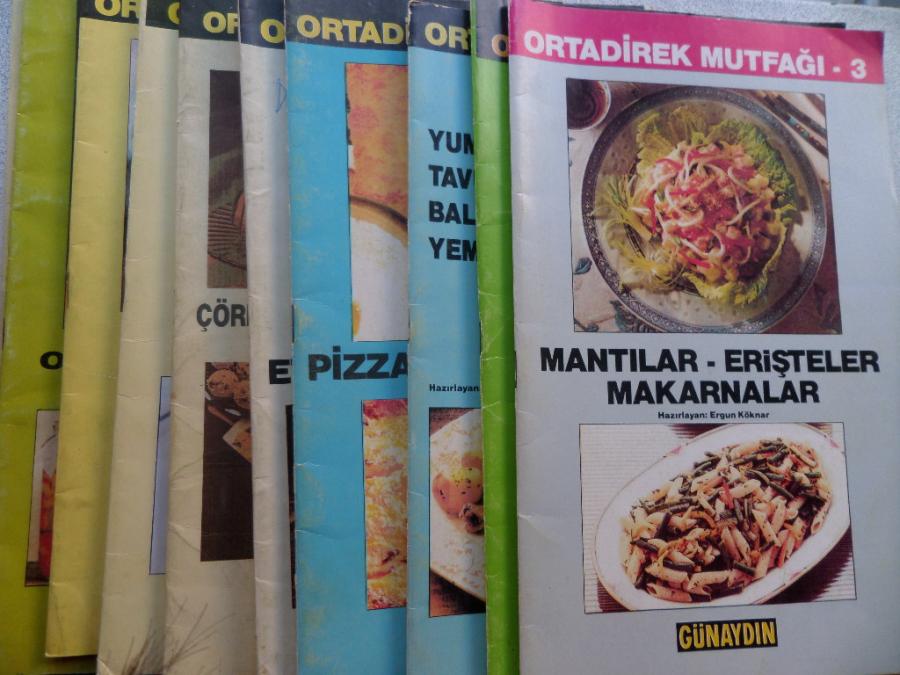 ORTADİREK MUTFAĞI - 3
MANTILAR - ERİŞTELER
MAKARNALAR
Hazırlayan: Ergun Köknar
GÜNAYDIN
ORTAD
ORT
YUM
TAV
BAL
YEM
Hazırlayan
PİZZA
ÇÖR
E
O